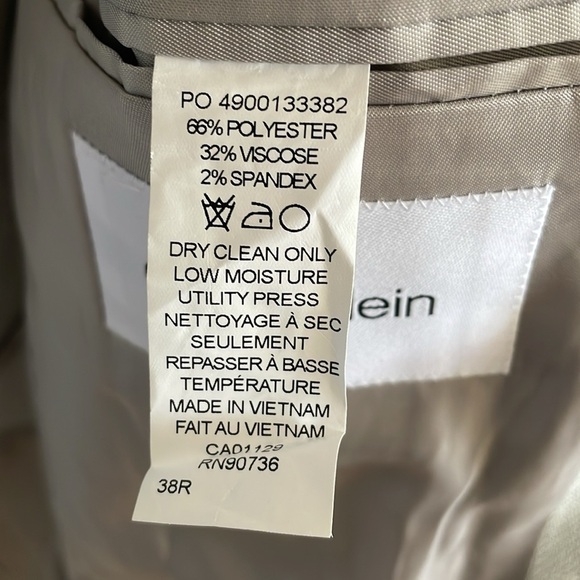 PO 4900133382
66% POLYESTER
32% VISCOSE
2% SPANDEX
DRY CLEAN ONLY
LOW MOISTURE
UTILITY PRESS
NETTOYAGE À SEC
SEULEMENT
REPASSER À BASSE
TEMPÉRATURE
MADE IN VIETNAM
FAIT AU VIETNAM
CA01129
RN90736
38R
lein